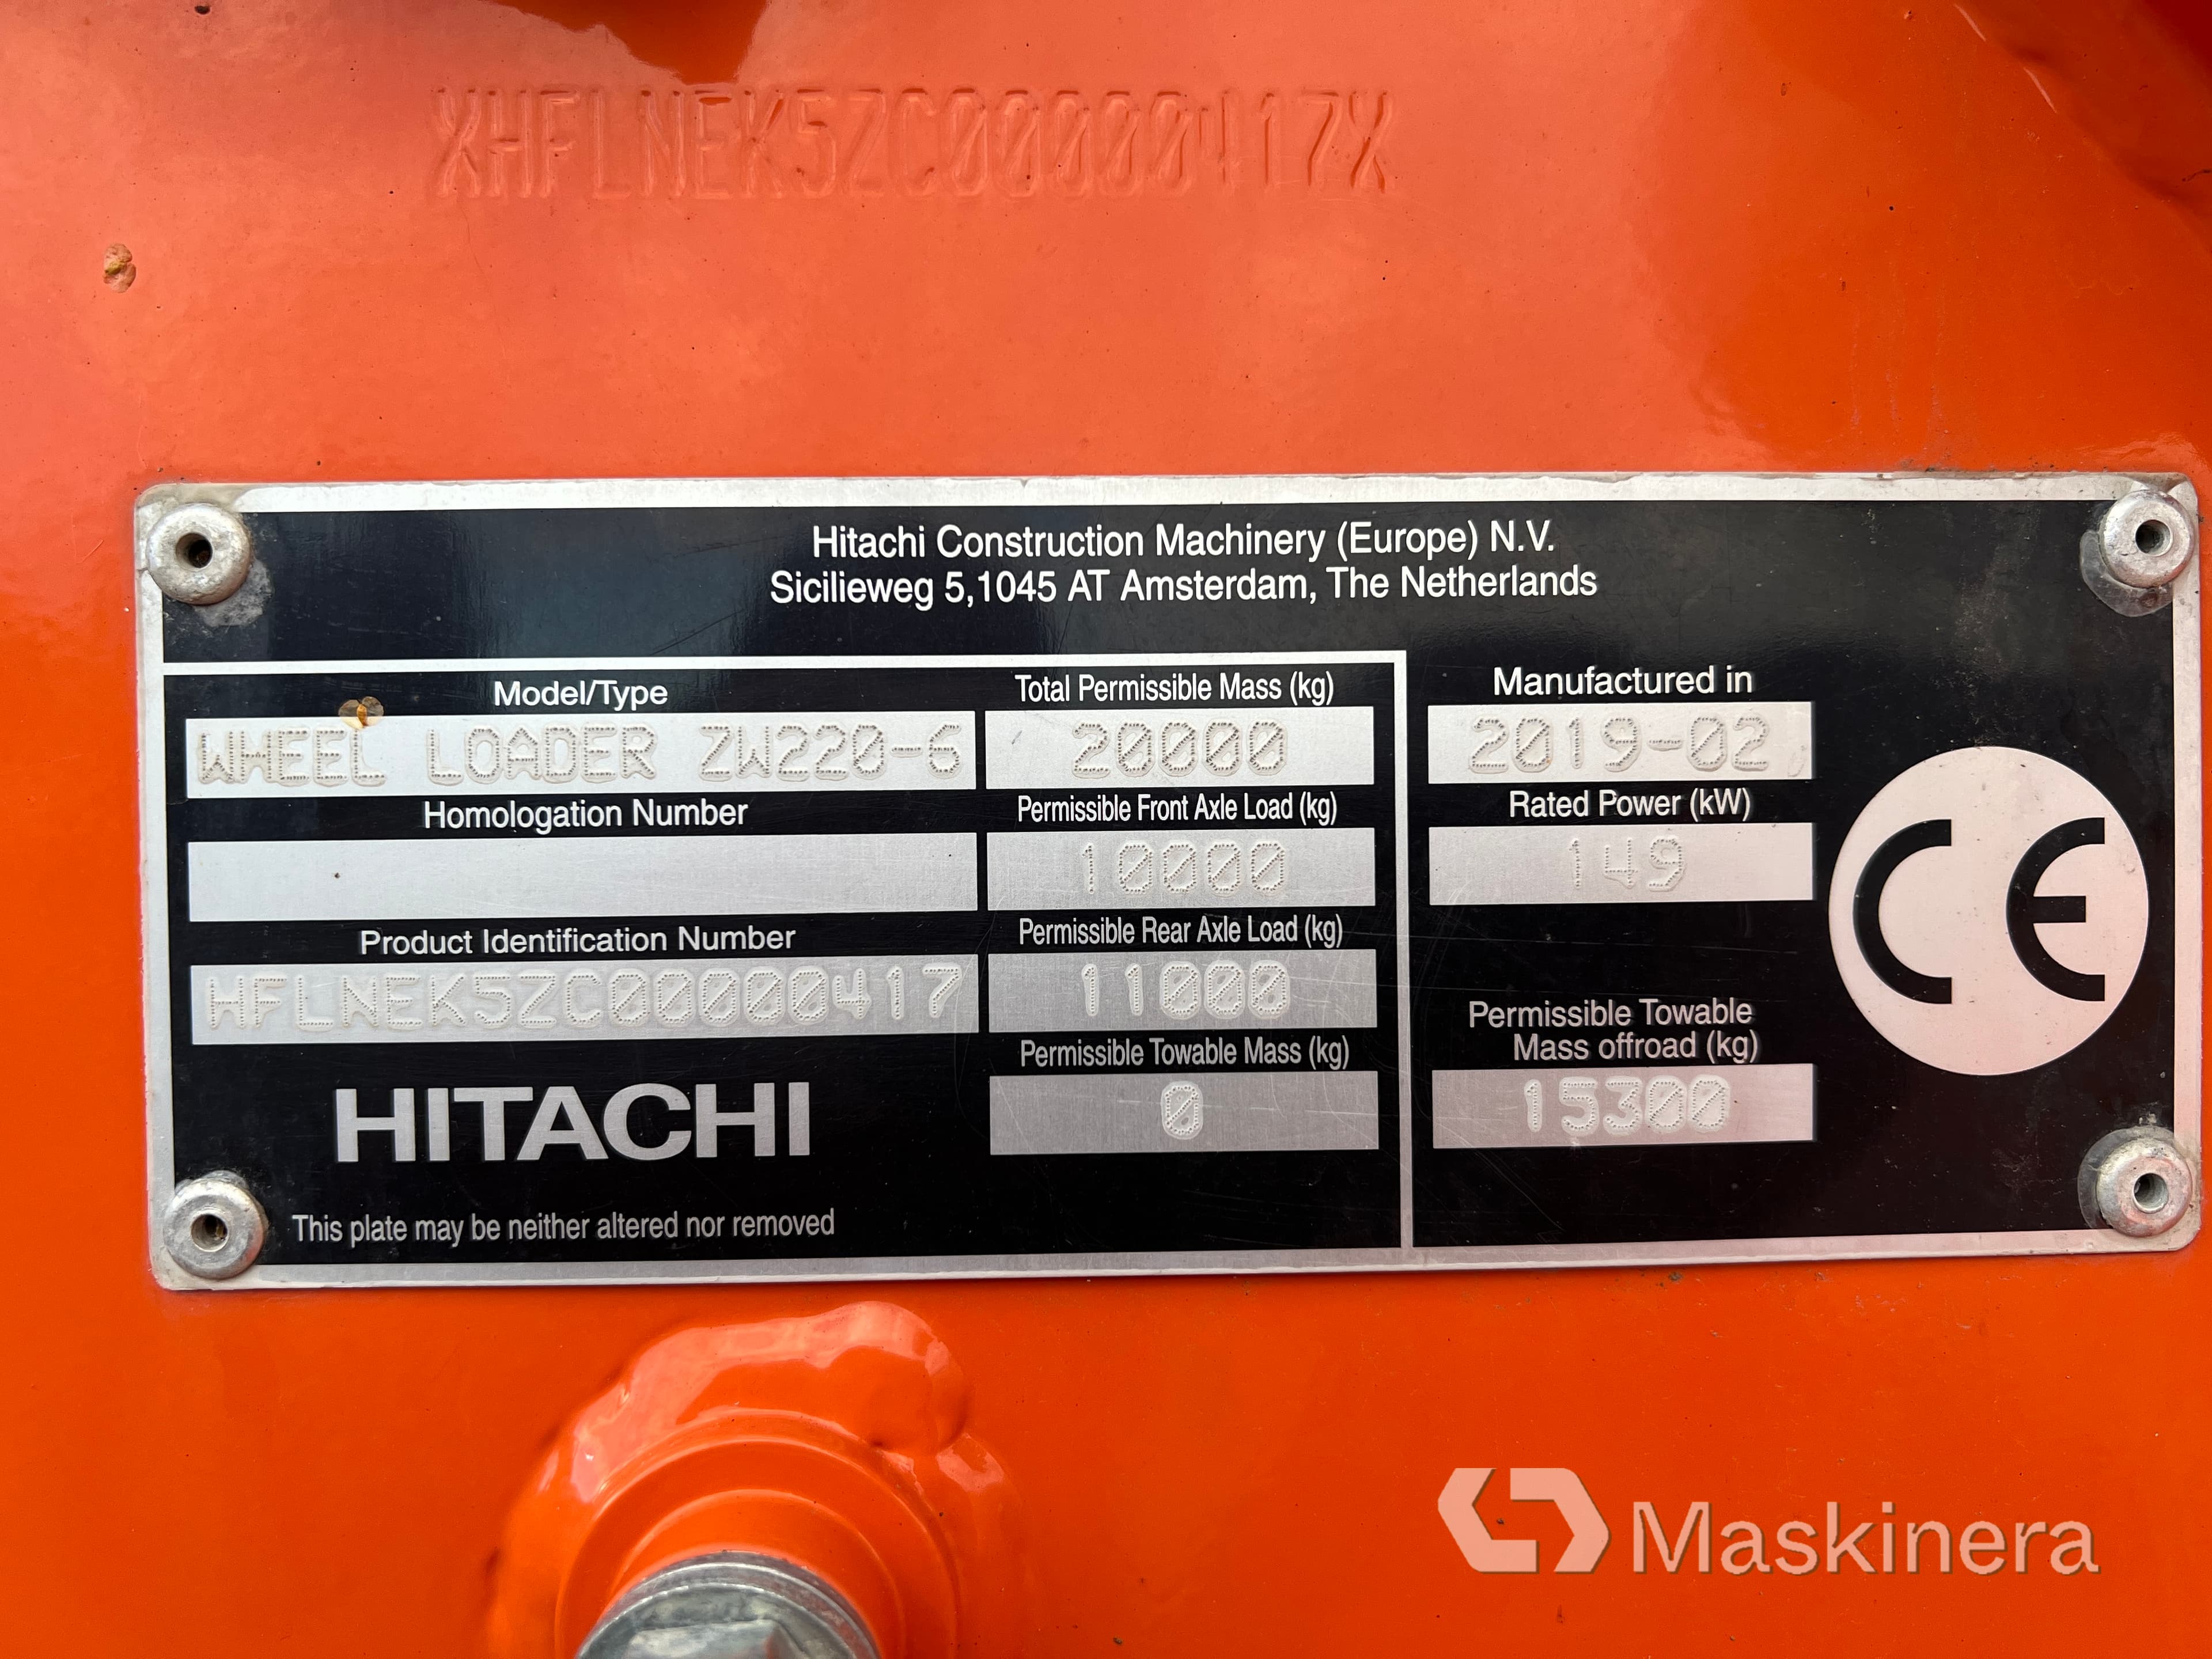 XHFLNEK5ZC00000417X
Hitachi Construction Machinery (Europe) N.V.
Sicilieweg 5,1045 AT Amsterdam, The Netherlands
Model/Type
WHEEL LOADER ZW220-6
Homologation Number
Product Identification Number
HFLNEK5ZC00000417
HITACHI
This plate may be neither altered nor removed
Total Permissible Mass (kg)
20000
Permissible Front Axle Load (kg)
10000
Permissible Rear Axle Load (kg)
11000
Permissible Towable Mass (kg)
0
Manufactured in
2019-02
Rated Power (kW)
149
Permissible Towable
Mass offroad (kg)
15300
CE
Maskinera